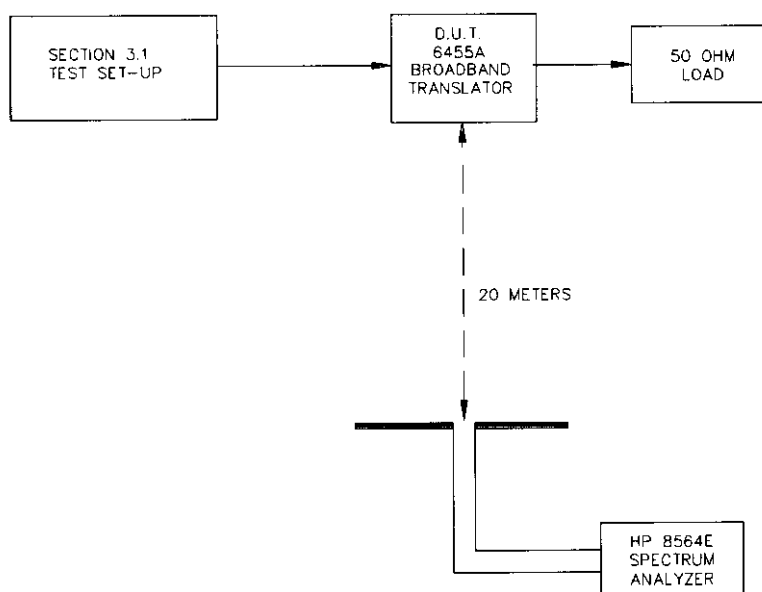 SECTION 3.1
TEST SET-UP
D.U.T.
6455A
BROADBAND
TRANSLATOR
50 OHM
LOAD
20 METERS
HP 8564E
SPECTRUM
ANALYZER